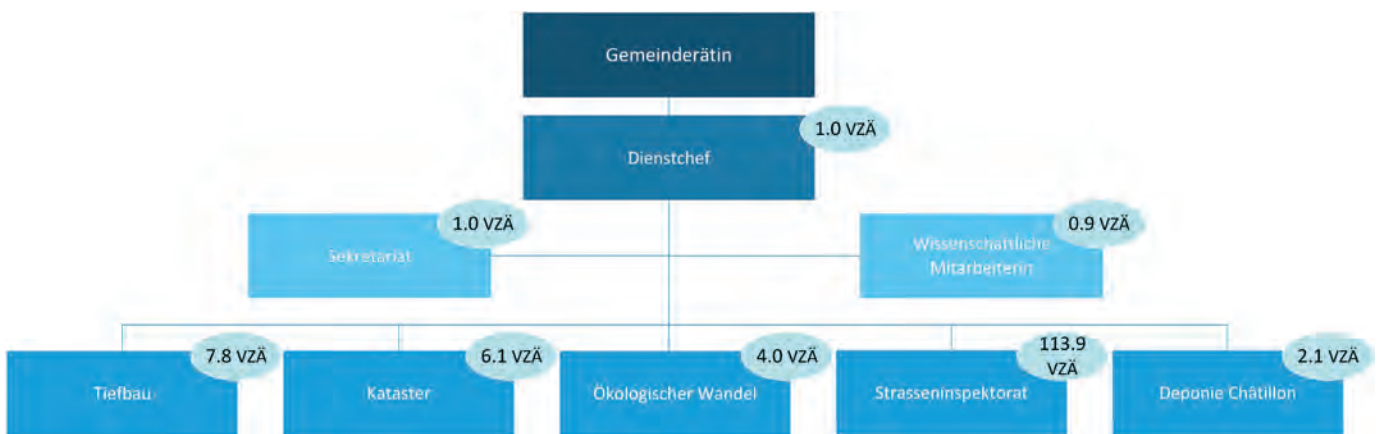 Gemeinderätin
1.0 VZÄ
Dienstchef
1.0 VZÄ
Sekretariat
0.9 VZÄ
Wissenschaftliche
Mitarbeiterin
7.8 VZÄ
Tiefbau
6.1 VZÄ
Kataster
4.0 VZÄ
Ökologischer Wandel
113.9
VZÄ
Strasseninspektorat
2.1 VZÄ
Deponie Châtillon